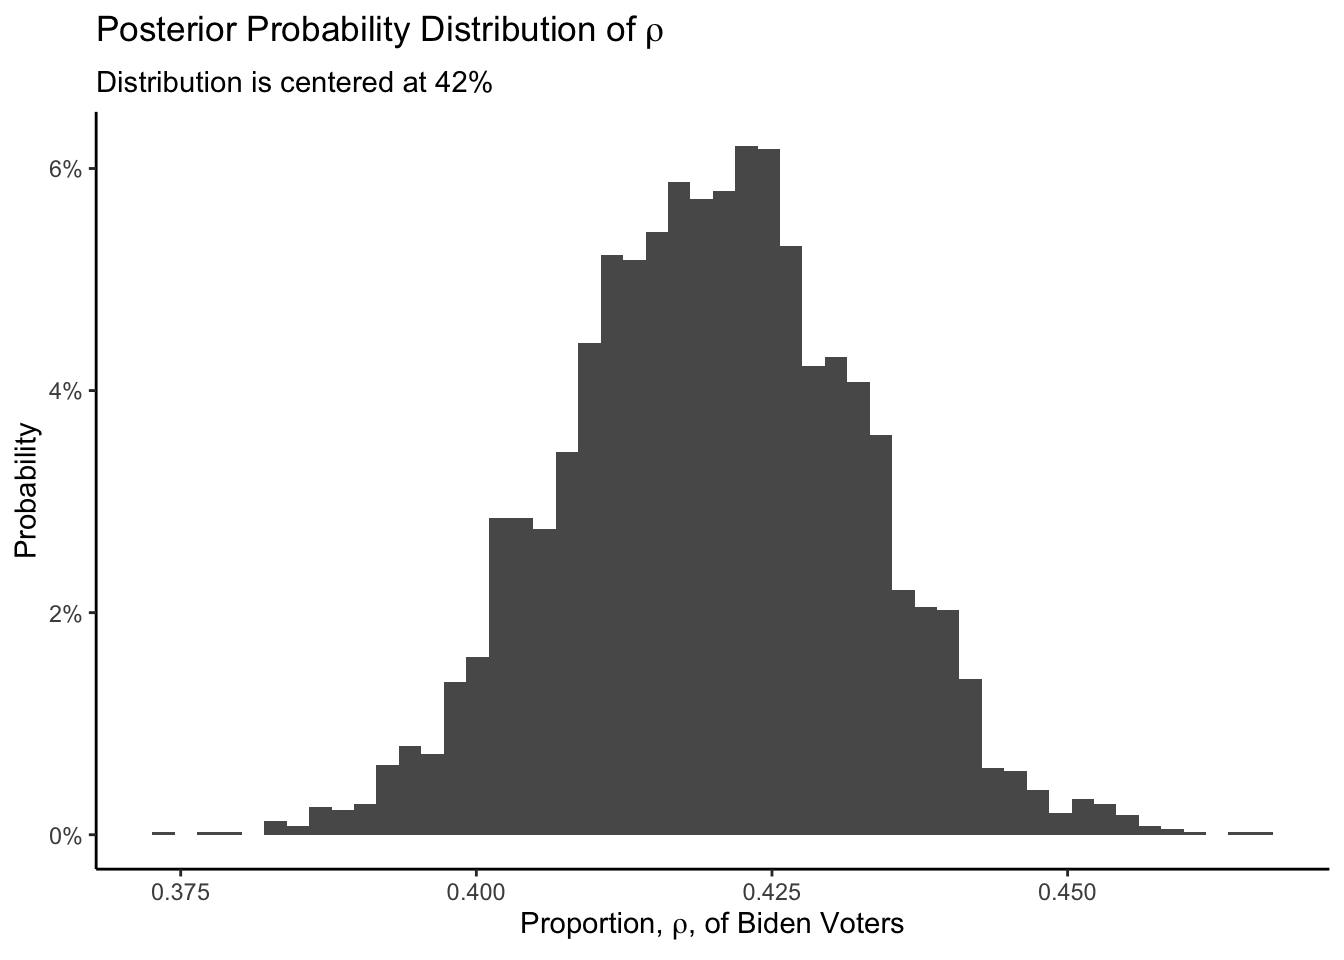 Posterior Probability Distribution of ρ
Distribution is centered at 42%
6%
4%
2%
0%
Probability
0.375
0.400
0.425
0.450
Proportion, ρ, of Biden Voters